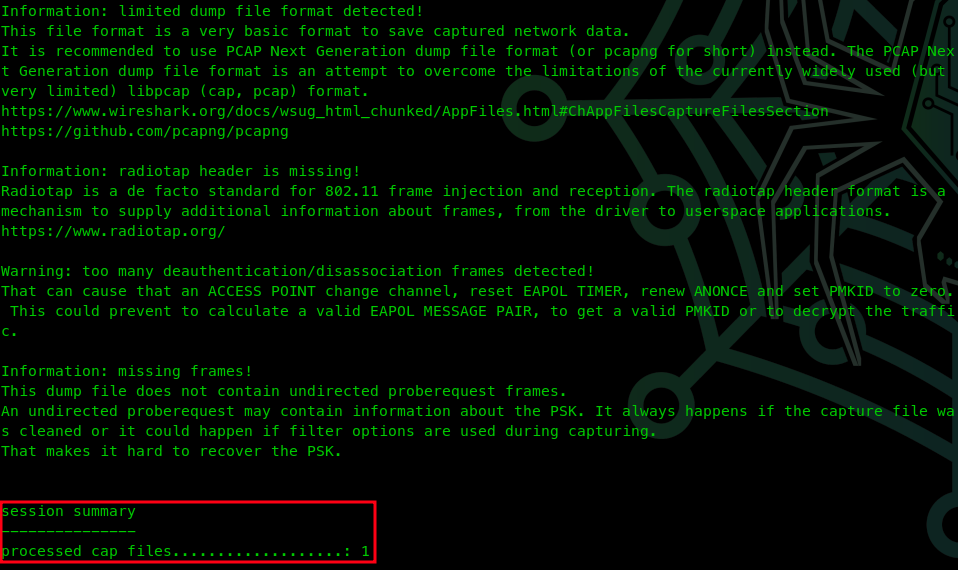 Information: limited dump file format detected!
This file format is a very basic format to save captured network data.
It is recommended to use PCAP Next Generation dump file format (or pcapng for short) instead. The PCAP Nex
t Generation dump file format is an attempt to overcome the limitations of the currently widely used (but
very limited) libpcap (cap, pcap) format.
https://www.wireshark.org/docs/wsug_html_chunked/AppFiles.html#ChAppFilesCaptureFilesSection
https://github.com/pcapng/pcapng
Information: radiotap header is missing!
Radiotap is a de facto standard for 802.11 frame injection and reception. The radiotap header format is a
mechanism to supply additional information about frames, from the driver to userspace applications.
https://www.radiotap.org/
Warning: too many deauthentication/disassociation frames detected!
That can cause that an ACCESS POINT change channel, reset EAPOL TIMER, renew ANONCE and set PMKID to zero.
 This could prevent to calculate a valid EAPOL MESSAGE PAIR, to get a valid PMKID or to decrypt the traffi
c.
Information: missing frames!
This dump file does not contain undirected proberequest frames.
An undirected proberequest may contain information about the PSK. It always happens if the capture file wa
s cleaned or it could happen if filter options are used during capturing.
That makes it hard to recover the PSK.
session summary
---------------
processed cap files...................: 1